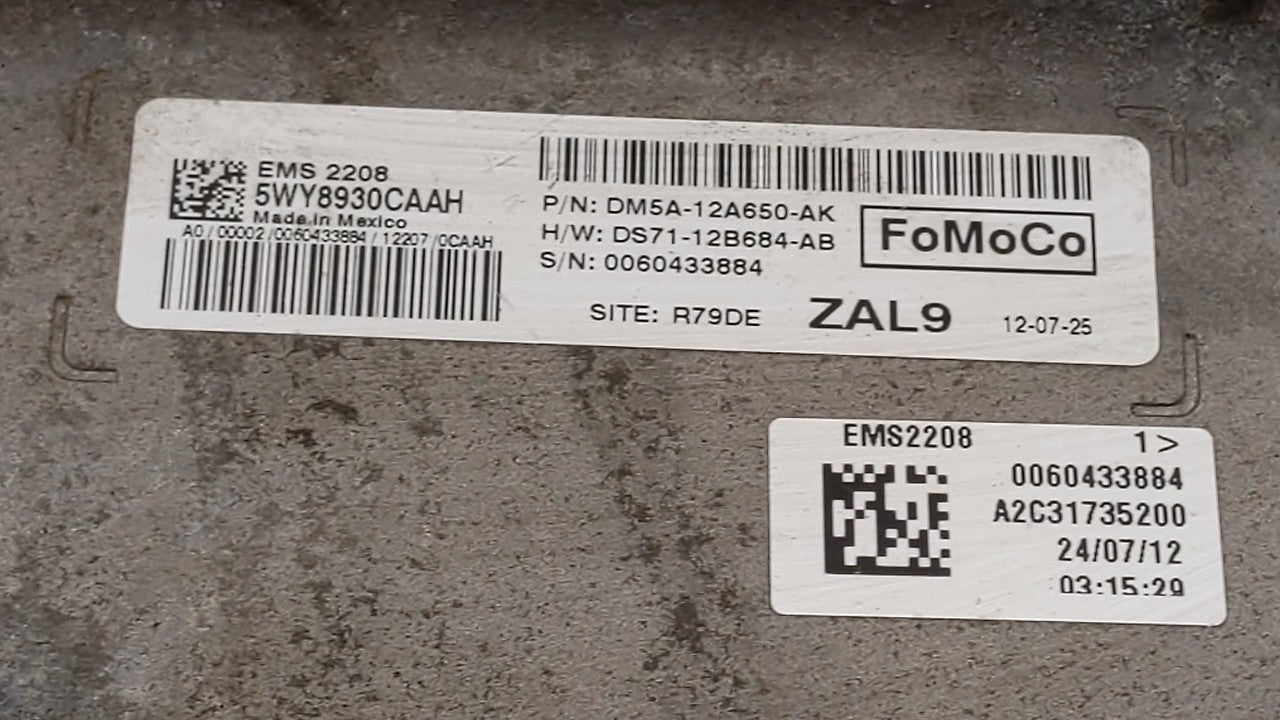 EMS 2208
5WY8930CAAH
Made in Mexico
A0 / 00002 / 0060433884 / 12207 / 0CAAH
P/N: DM5A-12A650-AK
H/W: DS71-12B684-AB
S/N: 0060433884
FoMoCo
SITE: R79DE ZAL9 12-07-25
EMS2208 1>
0060433884
A2C31735200
24/07/12
03:15:29